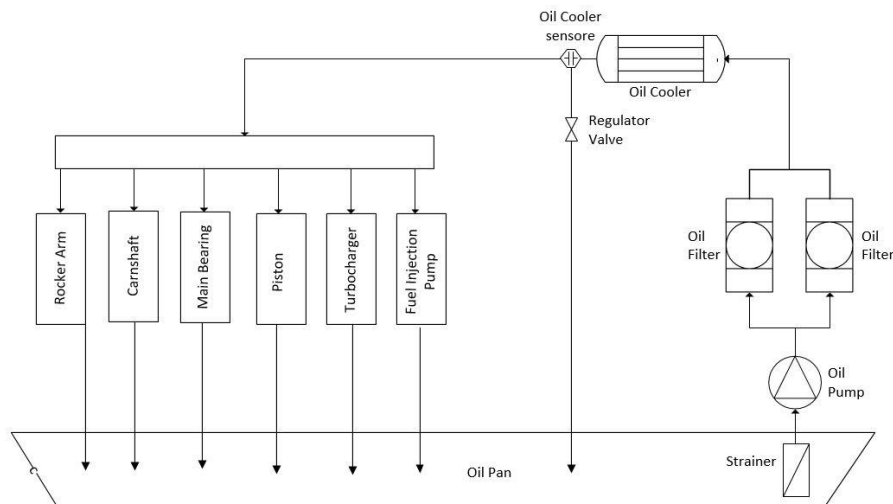 Oil Cooler
sensore
Oil Cooler
Regulator
Valve
Oil
Filter
Oil
Filter
Rocker Arm
Carnshaft
Main Bearing
Piston
Turbocharger
Fuel Injection
Pump
Oil
Pump
Strainer
Oil Pan